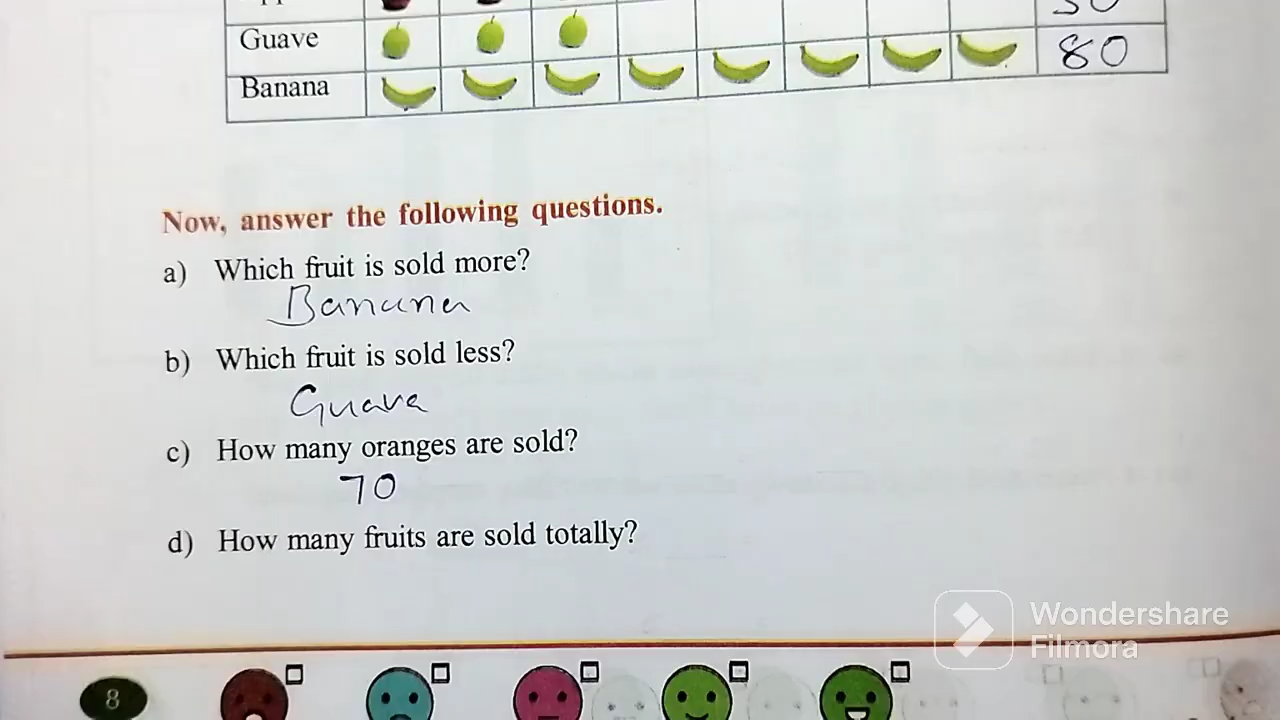 30
Guave
80
Banana
Now, answer the following questions.
a) Which fruit is sold more?
Banana
b) Which fruit is sold less?
Guava
c) How many oranges are sold?
70
d) How many fruits are sold totally?
Wondershare
Filmora
8